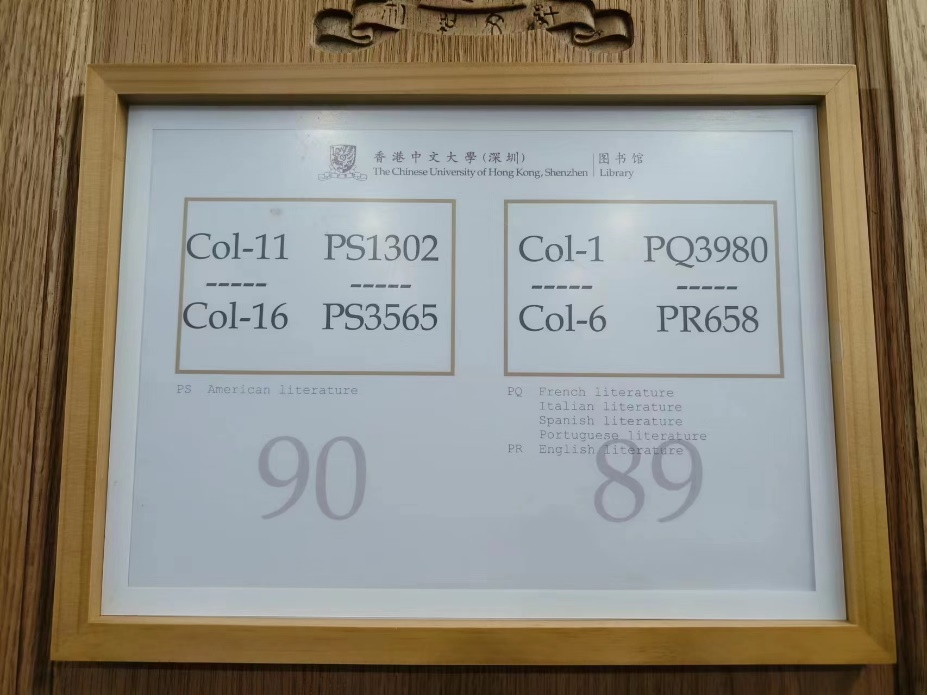 香港中文大學(深圳) 图书馆
The Chinese University of Hong Kong, Shenzhen Library
Col-11 PS1302
----- -----
Col-16 PS3565
PS American literature
90
Col-1 PQ3980
----- -----
Col-6 PR658
PQ French literature
Italian literature
Spanish literature
Portuguese literature
PR English literature
89